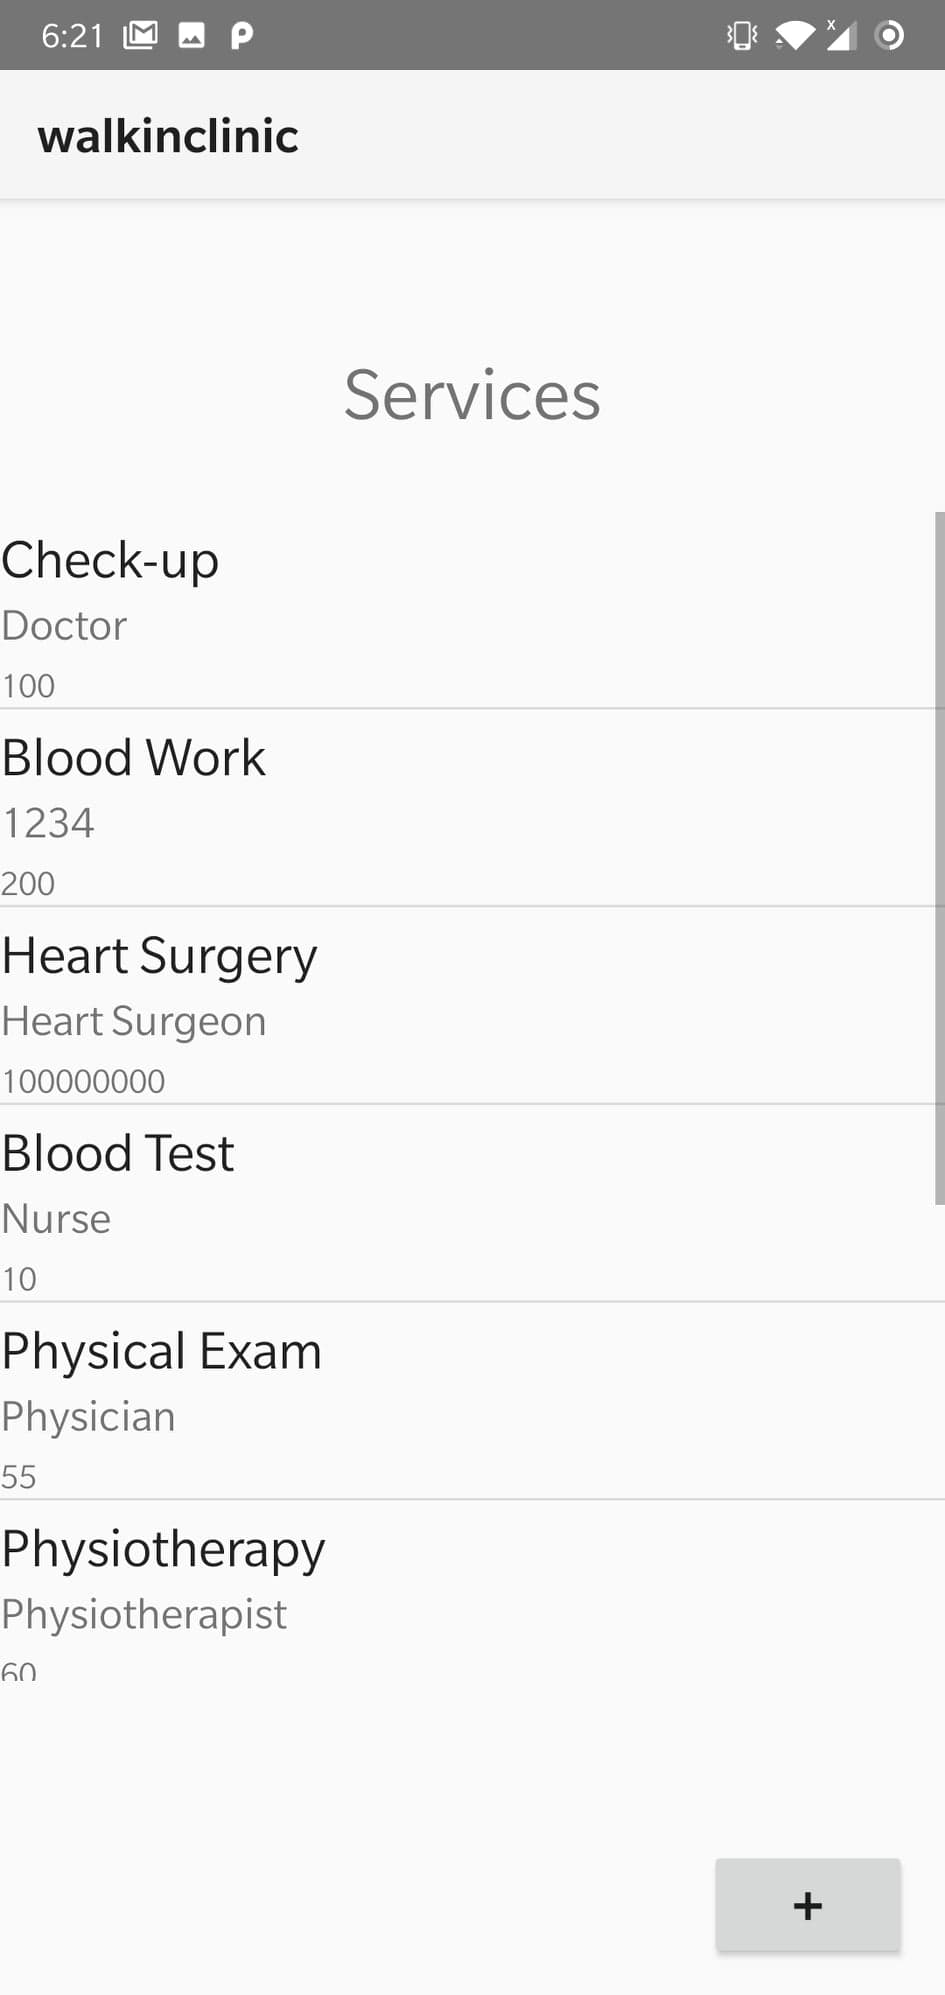 6:21
walkinclinic
Services
Check-up
Doctor
100
Blood Work
1234
200
Heart Surgery
Heart Surgeon
100000000
Blood Test
Nurse
10
Physical Exam
Physician
55
Physiotherapy
Physiotherapist
60
+